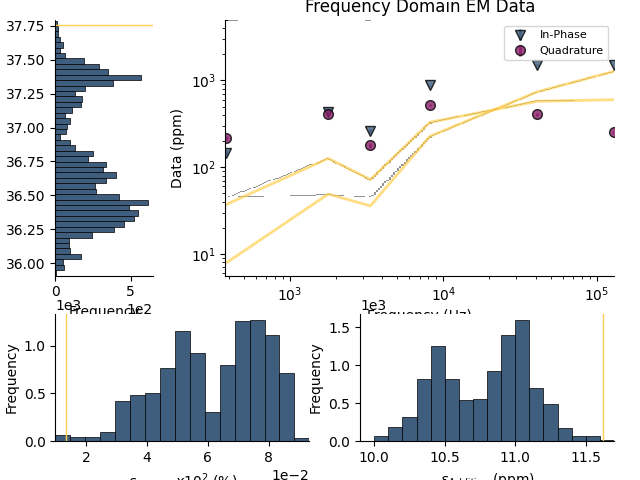 Frequency Domain EM Data
In-Phase
Quadrature
Data (ppm)
10³
10²
10¹
10³
10⁴
10⁵
Frequency (Hz)
37.75
37.50
37.25
37.00
36.75
36.50
36.25
36.00
0
5
1e3
1e2
Frequency
Frequency
1.0
0.5
0.0
2
4
6
8
x10² (%)
1e−2
1e3
Frequency
1.5
1.0
0.5
0.0
10.0
10.5
11.0
11.5
(ppm)